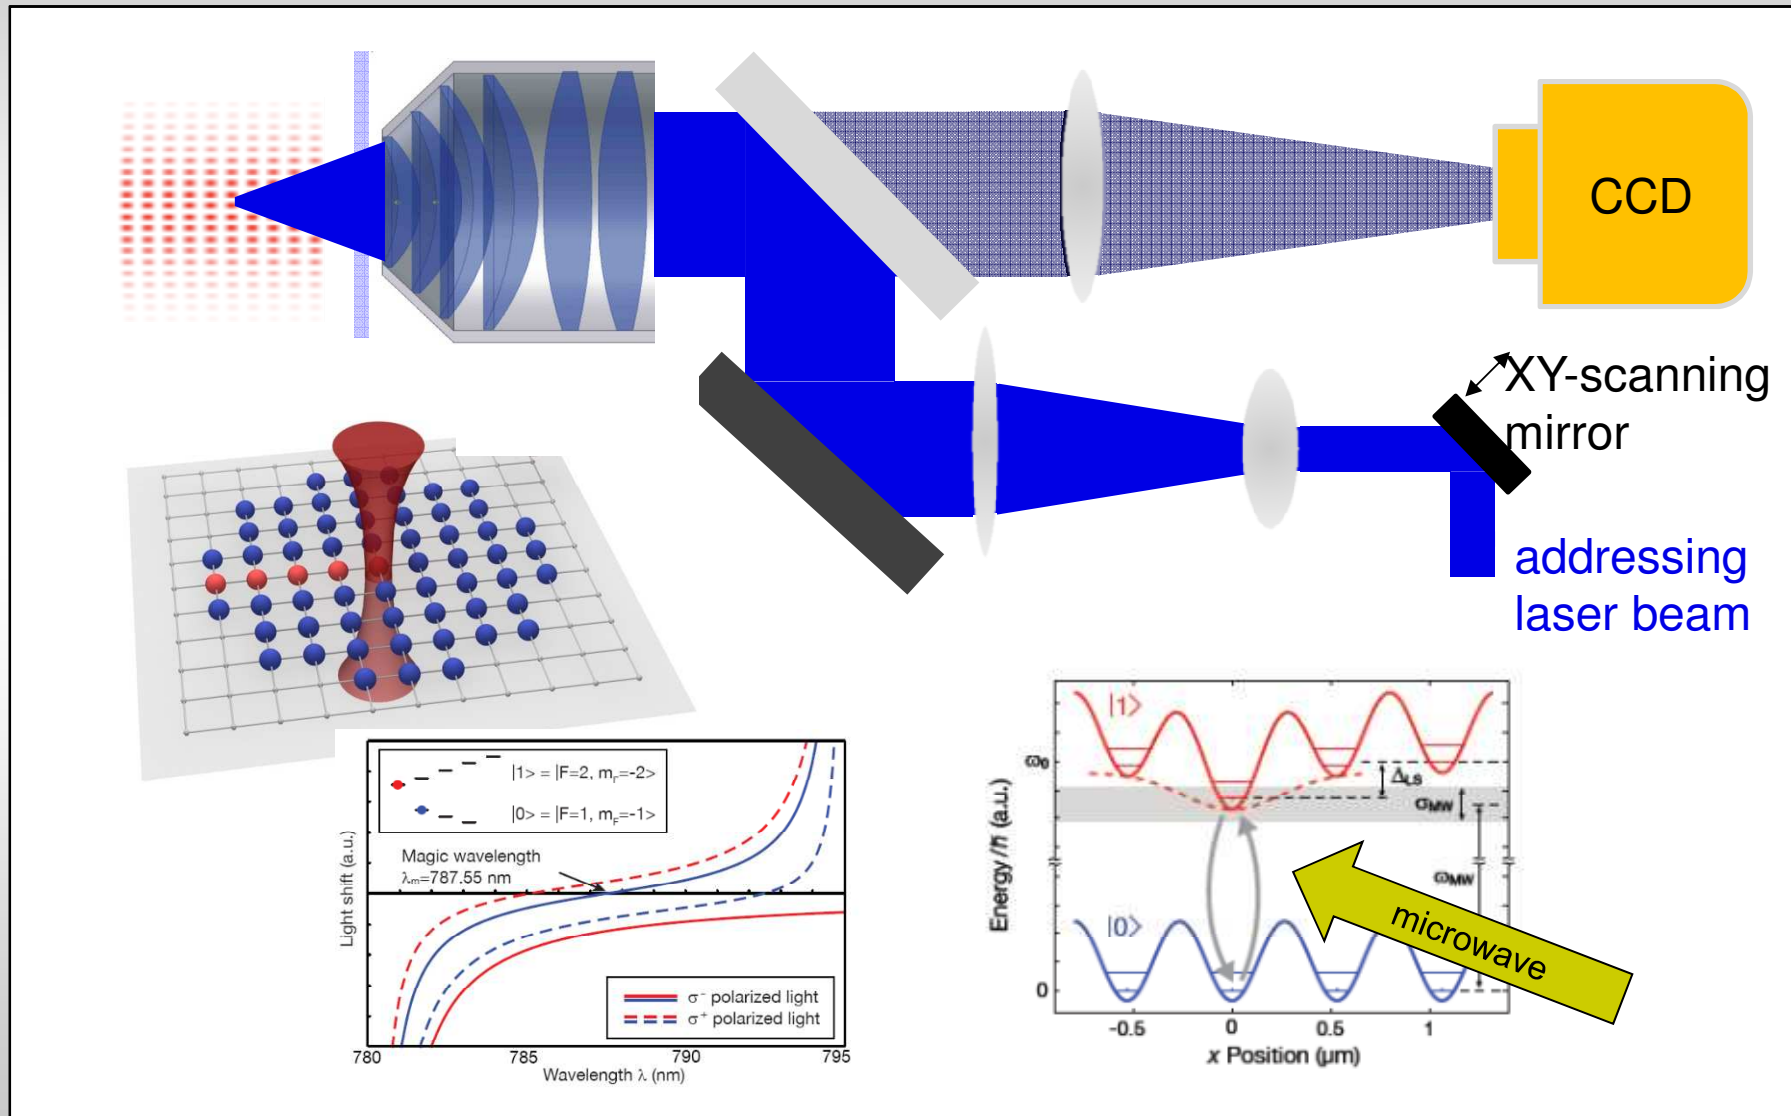 CCD
XY-scanning
mirror
addressing
laser beam
|1> = |F=2, m_F=-2>
|0> = |F=1, m_F=-1>
Magic wavelength
λₘ=787.55 nm
Light shift (a.u.)
σ⁻ polarized light
σ⁺ polarized light
780 785 790 795
Wavelength λ (nm)
|1>
ω₀
Δ_LS
σ_MW
Energy/ħ (a.u.)
ω_MW
microwave
|0>
0
-0.5 0 0.5 1
x Position (μm)